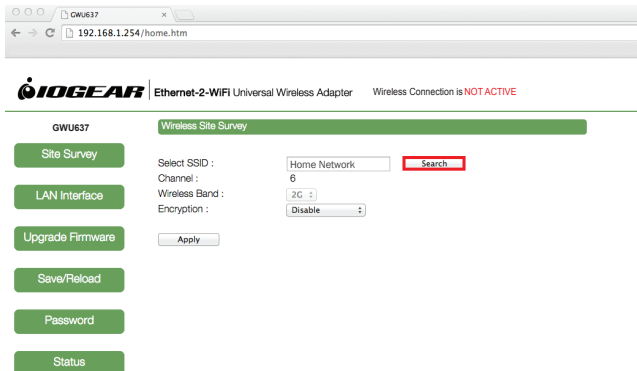 GWU637
192.168.1.254/home.htm
IOGEAR Ethernet-2-WiFi Universal Wireless Adapter Wireless Connection is NOT ACTIVE
GWU637
Wireless Site Survey
Site Survey
Select SSID : Home Network Search
Channel : 6
LAN Interface
Wireless Band : 2G
Encryption : Disable
Upgrade Firmware
Apply
Save/Reload
Password
Status